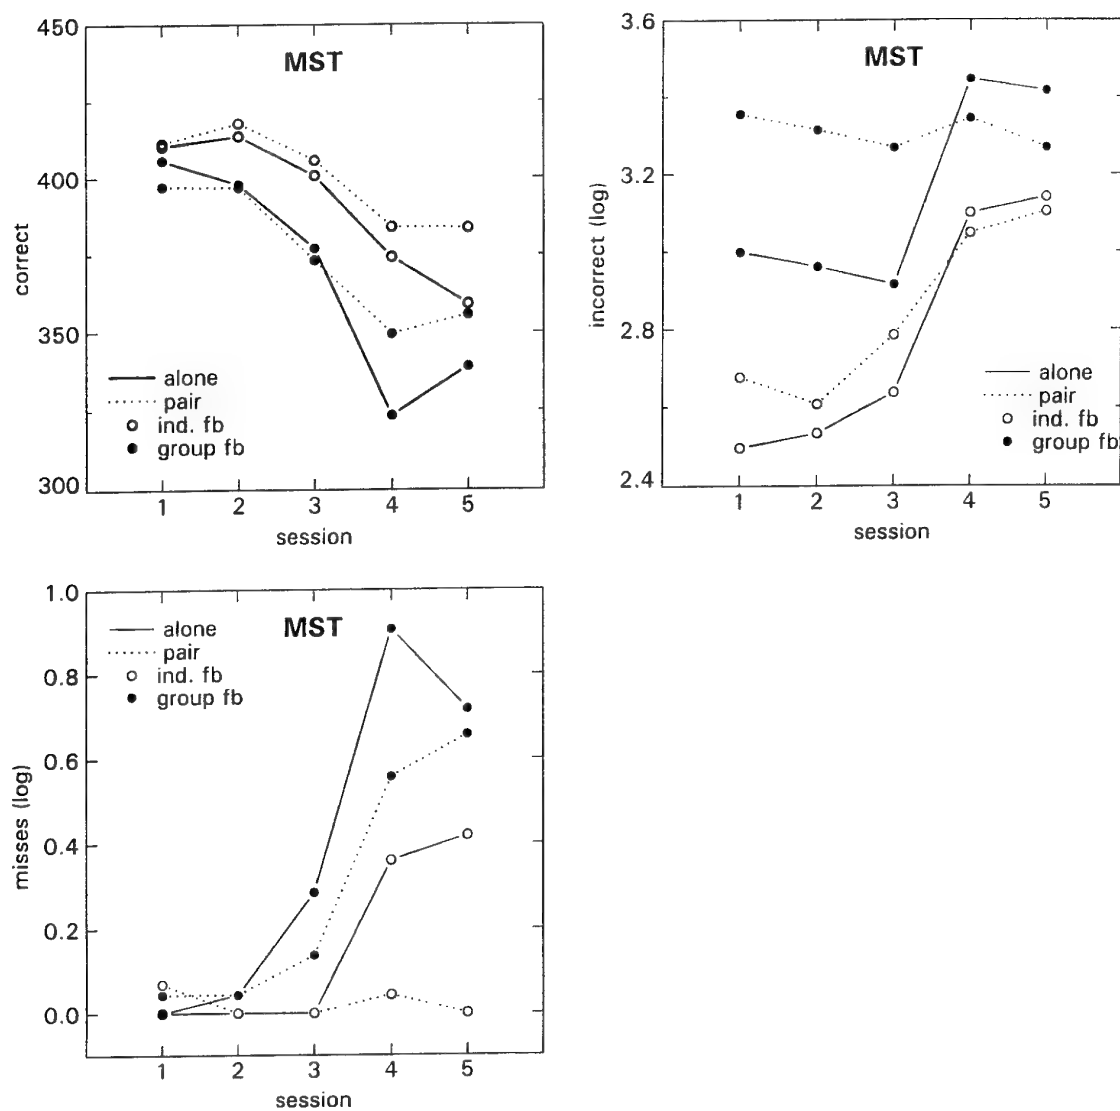 450
MST
400
correct
350
alone
pair
ind. fb
group fb
300
1 2 3 4 5
session
3.6
MST
3.2
incorrect (log)
2.8
alone
pair
ind. fb
group fb
2.4
1 2 3 4 5
session
1.0
MST
alone
pair
ind. fb
group fb
0.8
0.6
misses (log)
0.4
0.2
0.0
1 2 3 4 5
session